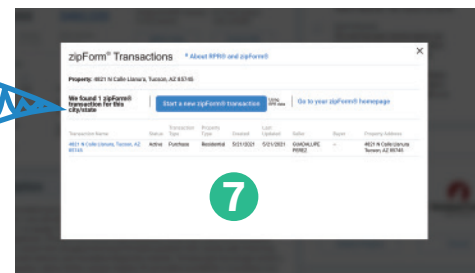 zipForm® Transactions
About RPR® and zipForm®
×
Property: 4821 N Calle Llanura, Tucson, AZ 85745
We found 1 zipForm®
transaction for this
city/state
Start a new zipForm® transaction
Go to your zipForm® homepage
Transaction Name Status Transaction Type Property Type Created Last Updated Seller Buyer Property Address
4821 N Calle Llanura, Tucson, AZ 85745 Active Purchase Residential 5/21/2021 5/21/2021 GUADALUPE PEREZ – 4821 N Calle Llanura Tucson, AZ 85745
7